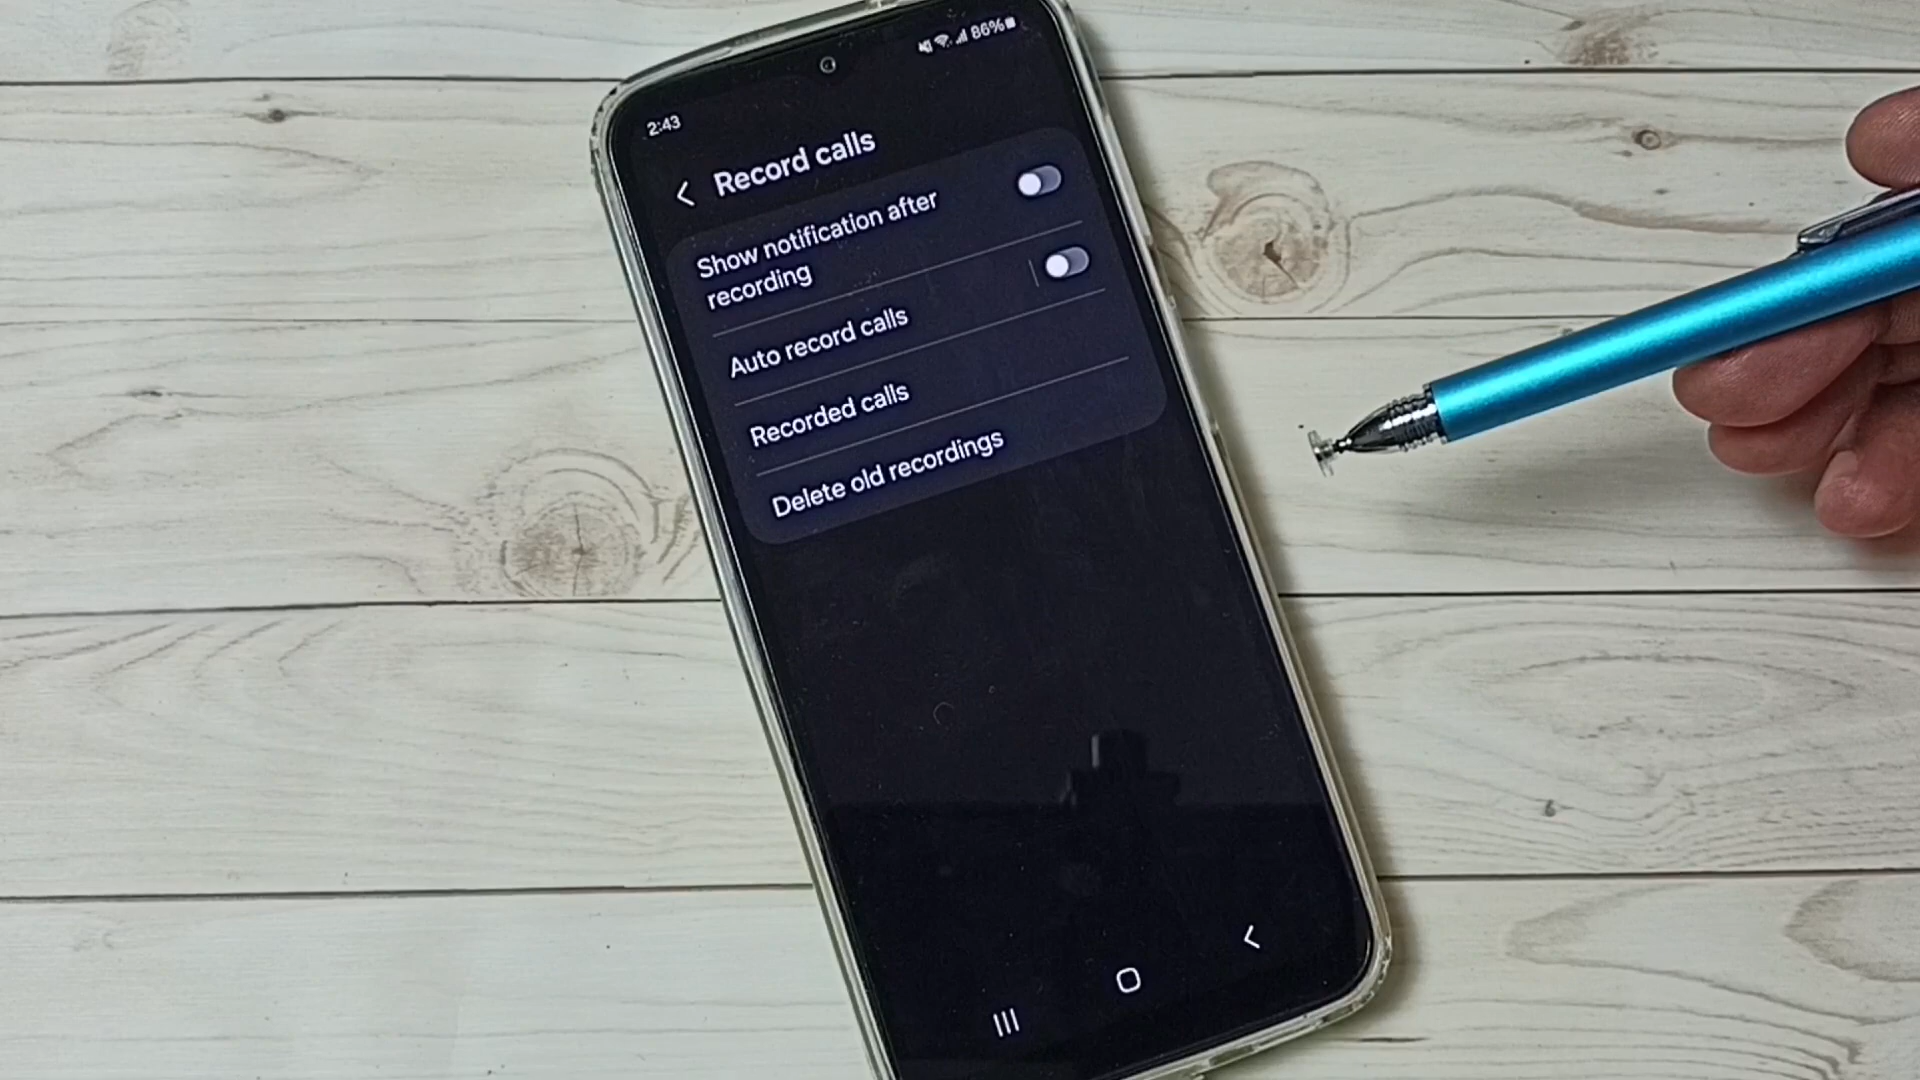 86%
2:43
Record calls
Show notification after
recording
Auto record calls
Recorded calls
Delete old recordings